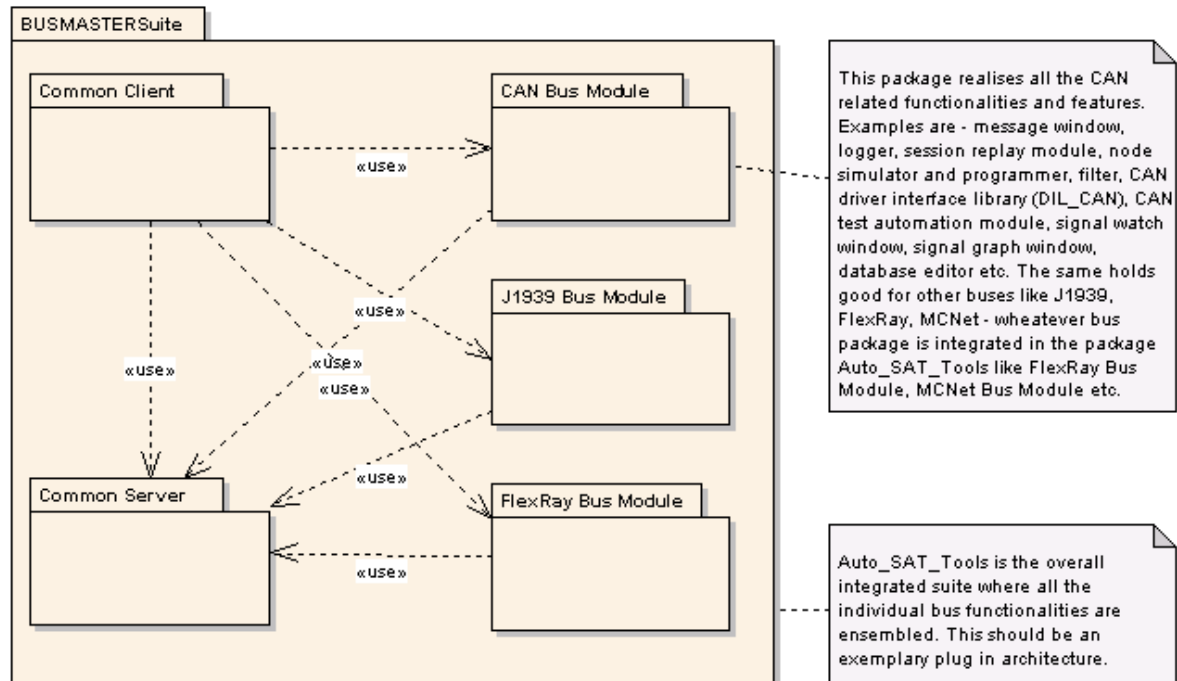 BUSMASTERSuite
Common Client
CAN Bus Module
«use»
J1939 Bus Module
«use»
«use»
«use»
«use»
«use»
Common Server
FlexRay Bus Module
«use»
This package realises all the CAN
related functionalities and features.
Examples are - message window,
logger, session replay module, node
simulator and programmer, filter, CAN
driver interface library (DIL_CAN), CAN
test automation module, signal watch
window, signal graph window,
database editor etc. The same holds
good for other buses like J1939,
FlexRay, MCNet - wheatever bus
package is integrated in the package
Auto_SAT_Tools like FlexRay Bus
Module, MCNet Bus Module etc.
Auto_SAT_Tools is the overall
integrated suite where all the
individual bus functionalities are
ensembled. This should be an
exemplary plug in architecture.